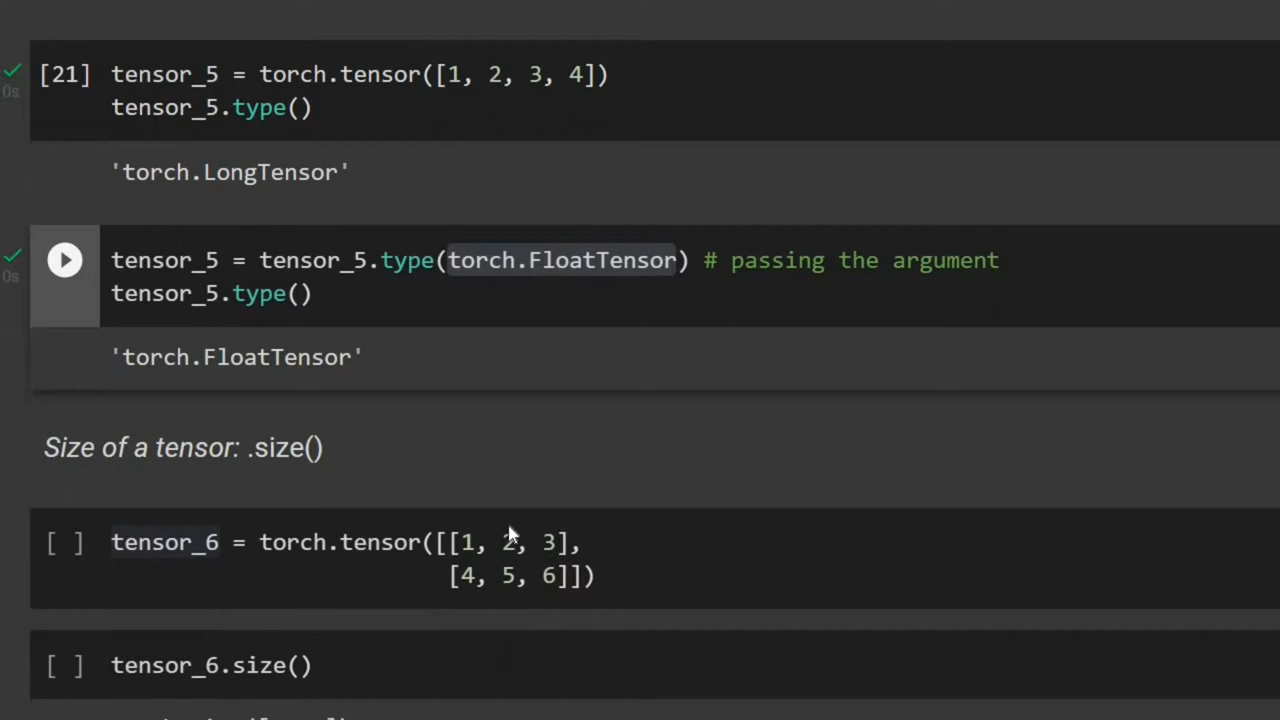 [21] tensor_5 = torch.tensor([1, 2, 3, 4])
0s
tensor_5.type()
'torch.LongTensor'
tensor_5 = tensor_5.type(torch.FloatTensor) # passing the argument
0s
tensor_5.type()
'torch.FloatTensor'
Size of a tensor: .size()
[ ] tensor_6 = torch.tensor([[1, 2, 3],
[4, 5, 6]])
[ ] tensor_6.size()